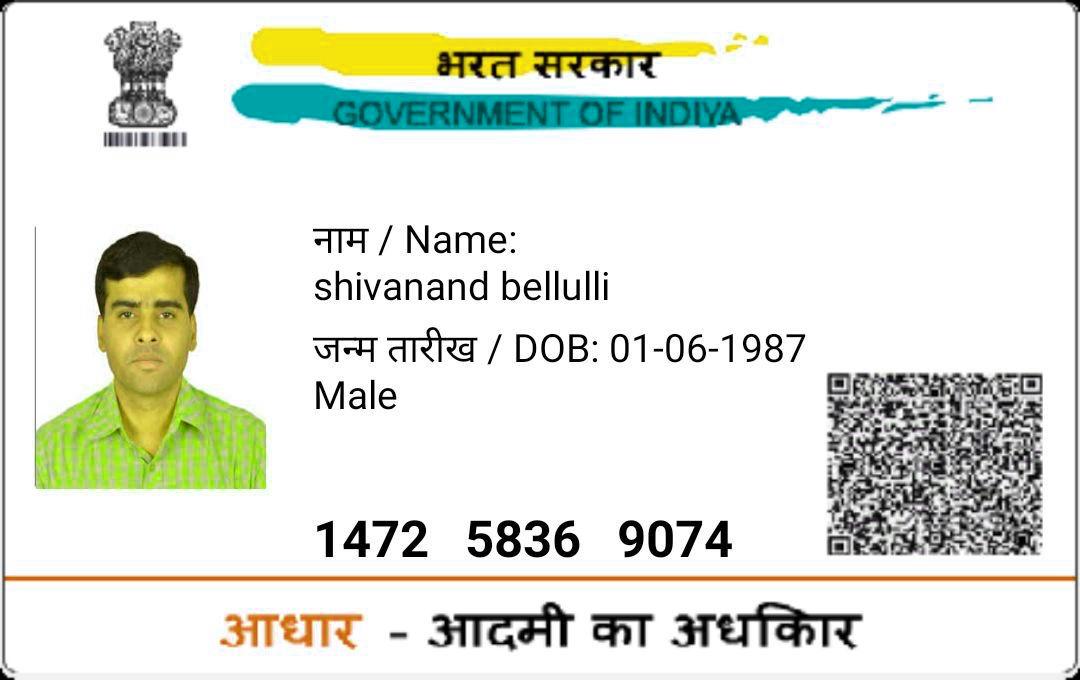 भरत सरकार
GOVERNMENT OF INDIYA
नाम / Name:
shivanand bellulli
जन्म तारीख / DOB: 01-06-1987
Male
1472 5836 9074
आधार - आदमी का अधकिार